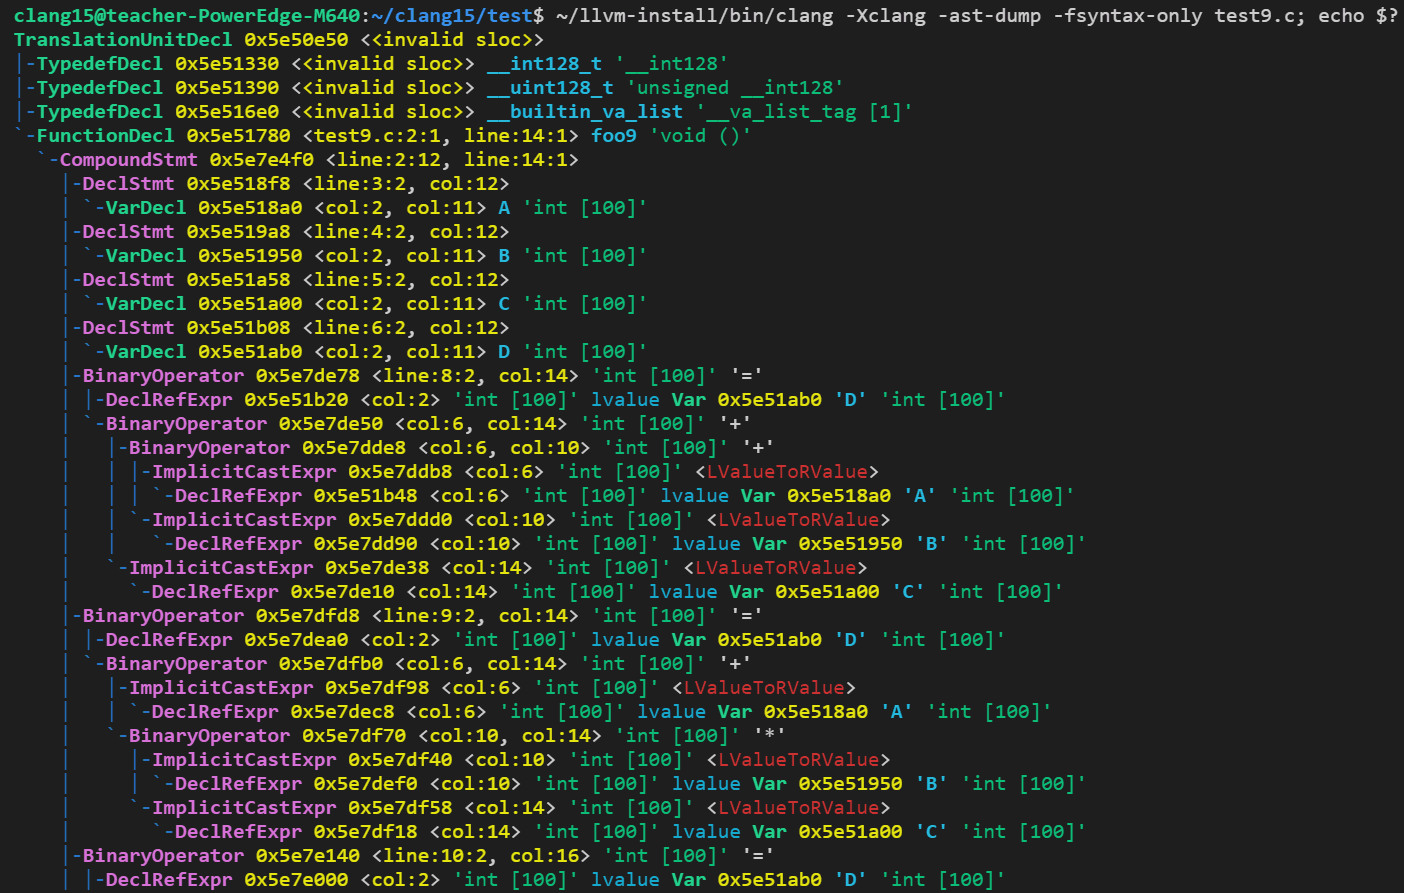 clang15@teacher-PowerEdge-M640:~/clang15/test$ ~/llvm-install/bin/clang -Xclang -ast-dump -fsyntax-only test9.c; echo $?
TranslationUnitDecl 0x5e50e50 <<invalid sloc>>
|-TypedefDecl 0x5e51330 <<invalid sloc>> __int128_t '__int128'
|-TypedefDecl 0x5e51390 <<invalid sloc>> __uint128_t 'unsigned __int128'
|-TypedefDecl 0x5e516e0 <<invalid sloc>> __builtin_va_list '__va_list_tag [1]'
`-FunctionDecl 0x5e51780 <test9.c:2:1, line:14:1> foo9 'void ()'
  `-CompoundStmt 0x5e7e4f0 <line:2:12, line:14:1>
    |-DeclStmt 0x5e518f8 <line:3:2, col:12>
    | `-VarDecl 0x5e518a0 <col:2, col:11> A 'int [100]'
    |-DeclStmt 0x5e519a8 <line:4:2, col:12>
    | `-VarDecl 0x5e51950 <col:2, col:11> B 'int [100]'
    |-DeclStmt 0x5e51a58 <line:5:2, col:12>
    | `-VarDecl 0x5e51a00 <col:2, col:11> C 'int [100]'
    |-DeclStmt 0x5e51b08 <line:6:2, col:12>
    | `-VarDecl 0x5e51ab0 <col:2, col:11> D 'int [100]'
    |-BinaryOperator 0x5e7de78 <line:8:2, col:14> 'int [100]' '='
    | |-DeclRefExpr 0x5e51b20 <col:2> 'int [100]' lvalue Var 0x5e51ab0 'D' 'int [100]'
    | `-BinaryOperator 0x5e7de50 <col:6, col:14> 'int [100]' '+'
    |   |-BinaryOperator 0x5e7dde8 <col:6, col:10> 'int [100]' '+'
    |   | |-ImplicitCastExpr 0x5e7ddb8 <col:6> 'int [100]' <LValueToRValue>
    |   | | `-DeclRefExpr 0x5e51b48 <col:6> 'int [100]' lvalue Var 0x5e518a0 'A' 'int [100]'
    |   | `-ImplicitCastExpr 0x5e7ddd0 <col:10> 'int [100]' <LValueToRValue>
    |   |   `-DeclRefExpr 0x5e7dd90 <col:10> 'int [100]' lvalue Var 0x5e51950 'B' 'int [100]'
    |   `-ImplicitCastExpr 0x5e7de38 <col:14> 'int [100]' <LValueToRValue>
    |     `-DeclRefExpr 0x5e7de10 <col:14> 'int [100]' lvalue Var 0x5e51a00 'C' 'int [100]'
    |-BinaryOperator 0x5e7dfd8 <line:9:2, col:14> 'int [100]' '='
    | |-DeclRefExpr 0x5e7dea0 <col:2> 'int [100]' lvalue Var 0x5e51ab0 'D' 'int [100]'
    | `-BinaryOperator 0x5e7dfb0 <col:6, col:14> 'int [100]' '+'
    |   |-ImplicitCastExpr 0x5e7df98 <col:6> 'int [100]' <LValueToRValue>
    |   | `-DeclRefExpr 0x5e7dec8 <col:6> 'int [100]' lvalue Var 0x5e518a0 'A' 'int [100]'
    |   `-BinaryOperator 0x5e7df70 <col:10, col:14> 'int [100]' '*'
    |     |-ImplicitCastExpr 0x5e7df40 <col:10> 'int [100]' <LValueToRValue>
    |     | `-DeclRefExpr 0x5e7def0 <col:10> 'int [100]' lvalue Var 0x5e51950 'B' 'int [100]'
    |     `-ImplicitCastExpr 0x5e7df58 <col:14> 'int [100]' <LValueToRValue>
    |       `-DeclRefExpr 0x5e7df18 <col:14> 'int [100]' lvalue Var 0x5e51a00 'C' 'int [100]'
    |-BinaryOperator 0x5e7e140 <line:10:2, col:16> 'int [100]' '='
    | |-DeclRefExpr 0x5e7e000 <col:2> 'int [100]' lvalue Var 0x5e51ab0 'D' 'int [100]'